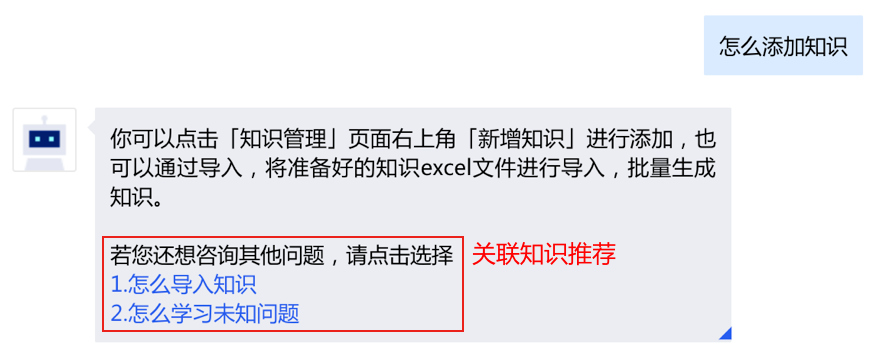 怎么添加知识
你可以点击「知识管理」页面右上角「新增知识」进行添加，也
可以通过导入，将准备好的知识excel文件进行导入，批量生成
知识。
若您还想咨询其他问题，请点击选择
关联知识推荐
1.怎么导入知识
2.怎么学习未知问题